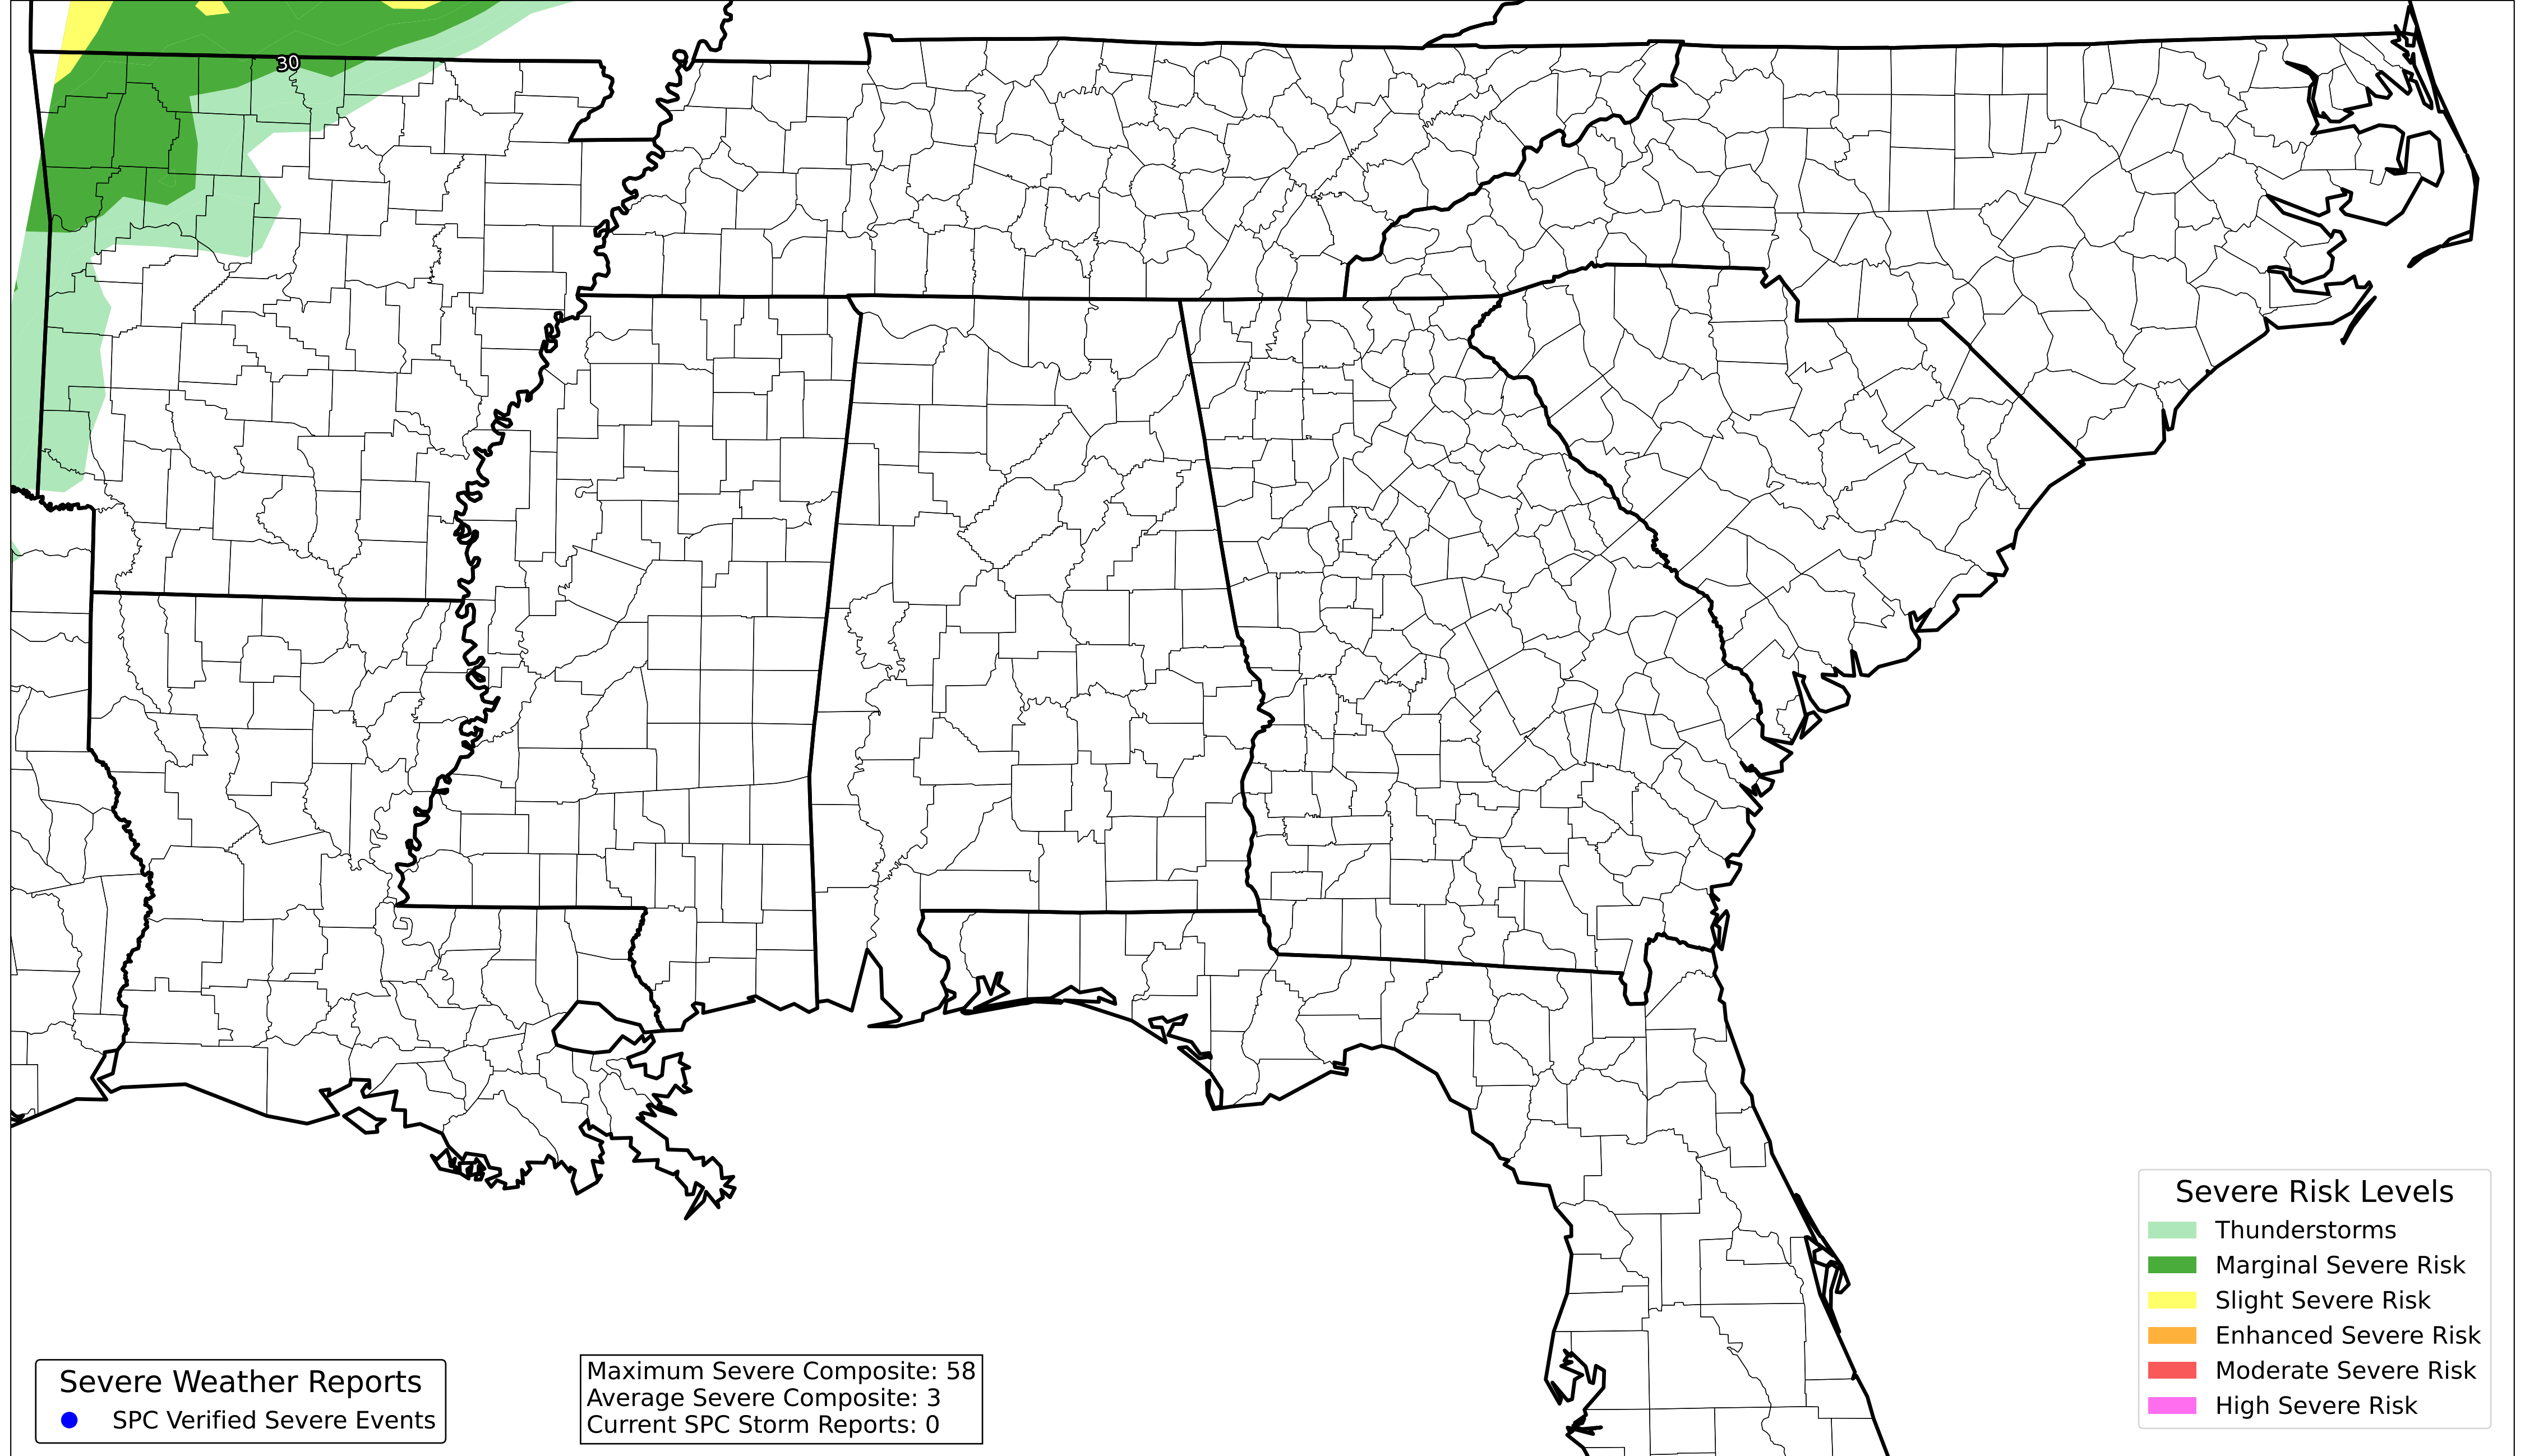 30
Severe Risk Levels
Thunderstorms
Marginal Severe Risk
Slight Severe Risk
Enhanced Severe Risk
Moderate Severe Risk
High Severe Risk
Severe Weather Reports
SPC Verified Severe Events
Maximum Severe Composite: 58
Average Severe Composite: 3
Current SPC Storm Reports: 0